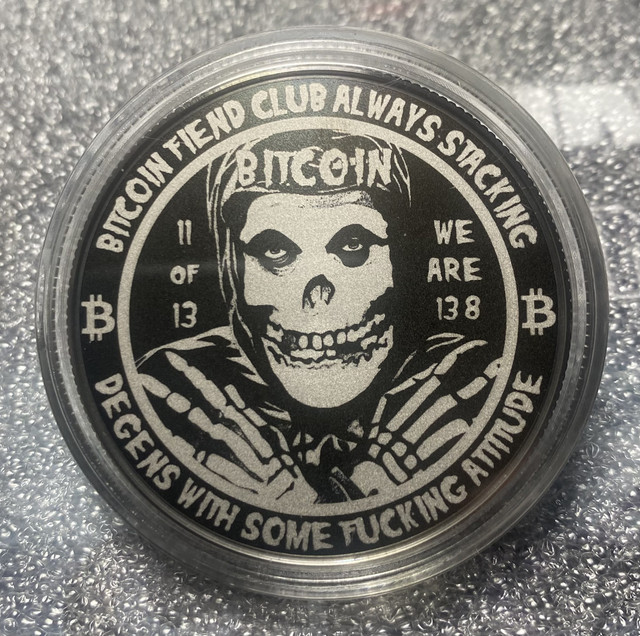 BITCOIN FIEND CLUB ALWAYS STACKING
BITCOIN
11
OF
13
WE
ARE
138
₿ ₿
DEGENS WITH SOME FUCKING ATTITUDE